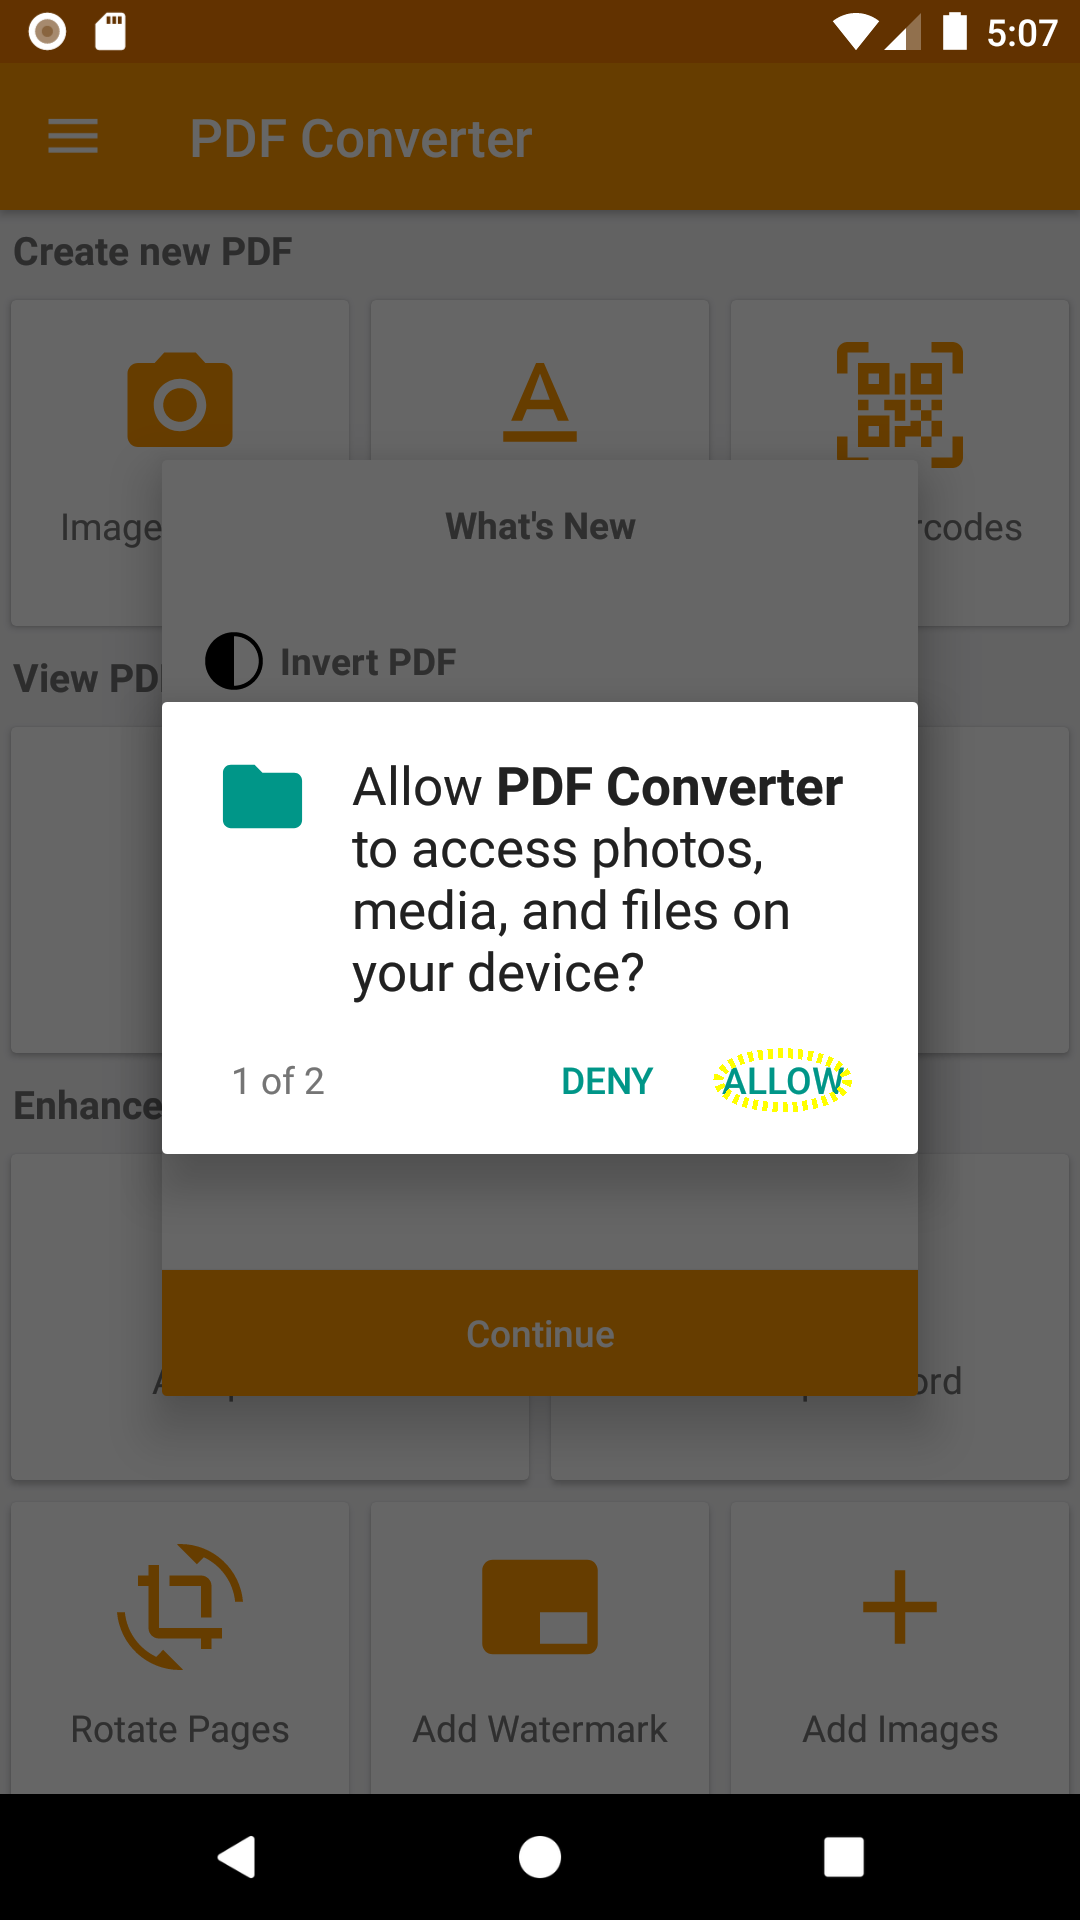 5:07
PDF Converter
Create new PDF
Image
rcodes
What's New
Invert PDF
View PD
Allow PDF Converter
to access photos,
media, and files on
your device?
1 of 2
DENY
ALLOW
Enhance
Continue
ord
Rotate Pages
Add Watermark
Add Images